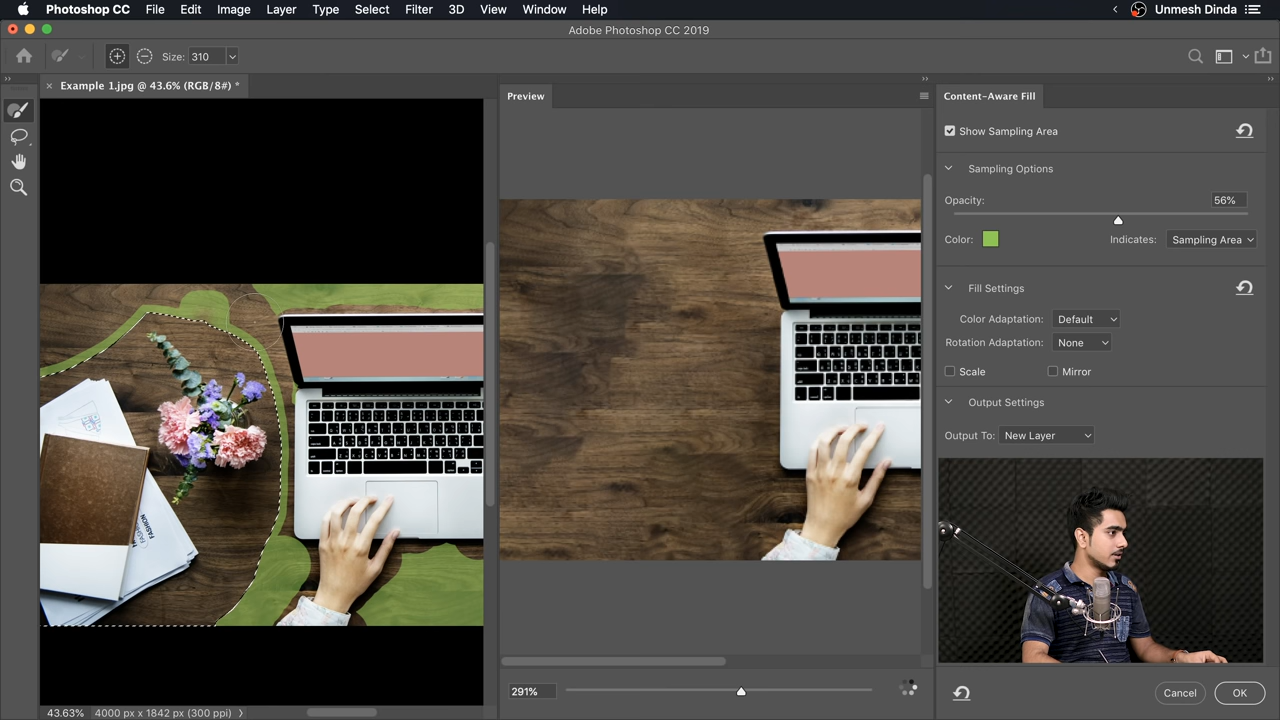 Photoshop CC File Edit Image Layer Type Select Filter 3D View Window Help Unmesh Dinda
Adobe Photoshop CC 2019
Size: 310
Example 1.jpg @ 43.6% (RGB/8#) *
Preview
Content-Aware Fill
Show Sampling Area
Sampling Options
Opacity: 56%
Color: Indicates: Sampling Area
Fill Settings
Color Adaptation: Default
Rotation Adaptation: None
Scale Mirror
Output Settings
Output To: New Layer
FASHION
291%
Cancel OK
43.63% 4000 px x 1842 px (300 ppi)